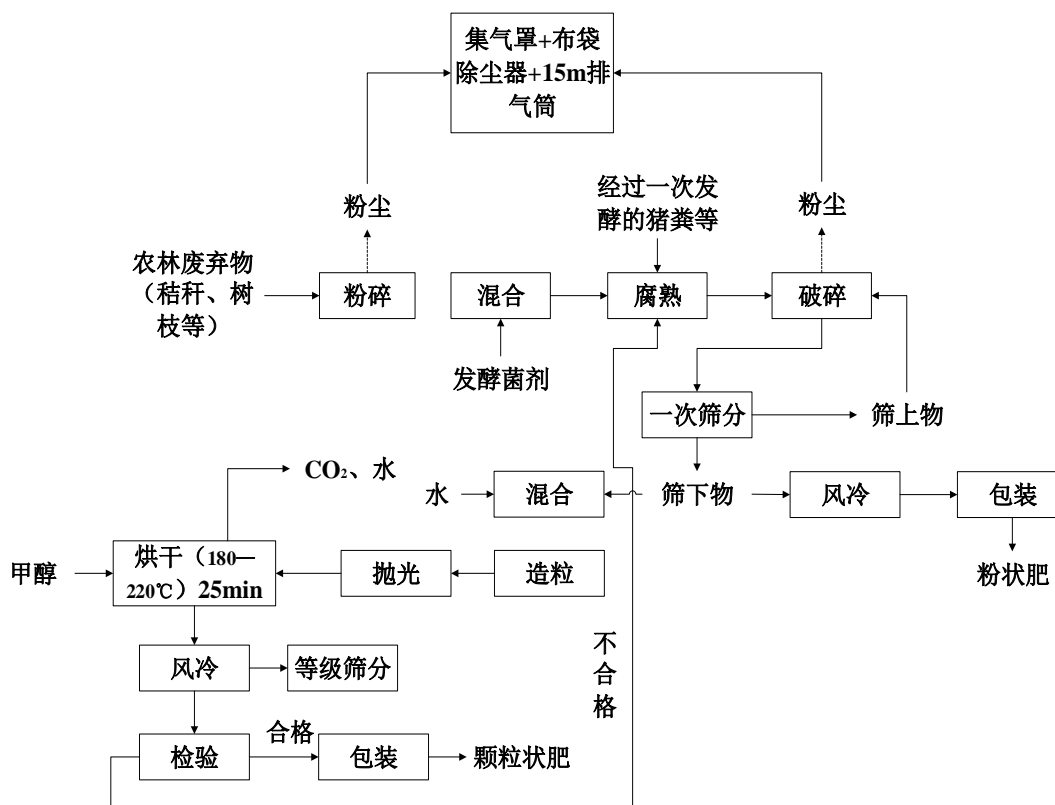 集气罩+布袋
除尘器+15m排
气筒
粉尘
经过一次发
酵的猪粪等
粉尘
农林废弃物
（秸秆、树
枝等）
粉碎
混合
腐熟
破碎
发酵菌剂
一次筛分
筛上物
CO₂、水
水
混合
筛下物
风冷
包装
甲醇
烘干（180—
220℃）25min
抛光
造粒
粉状肥
风冷
等级筛分
不
合
格
检验
合格
包装
颗粒状肥